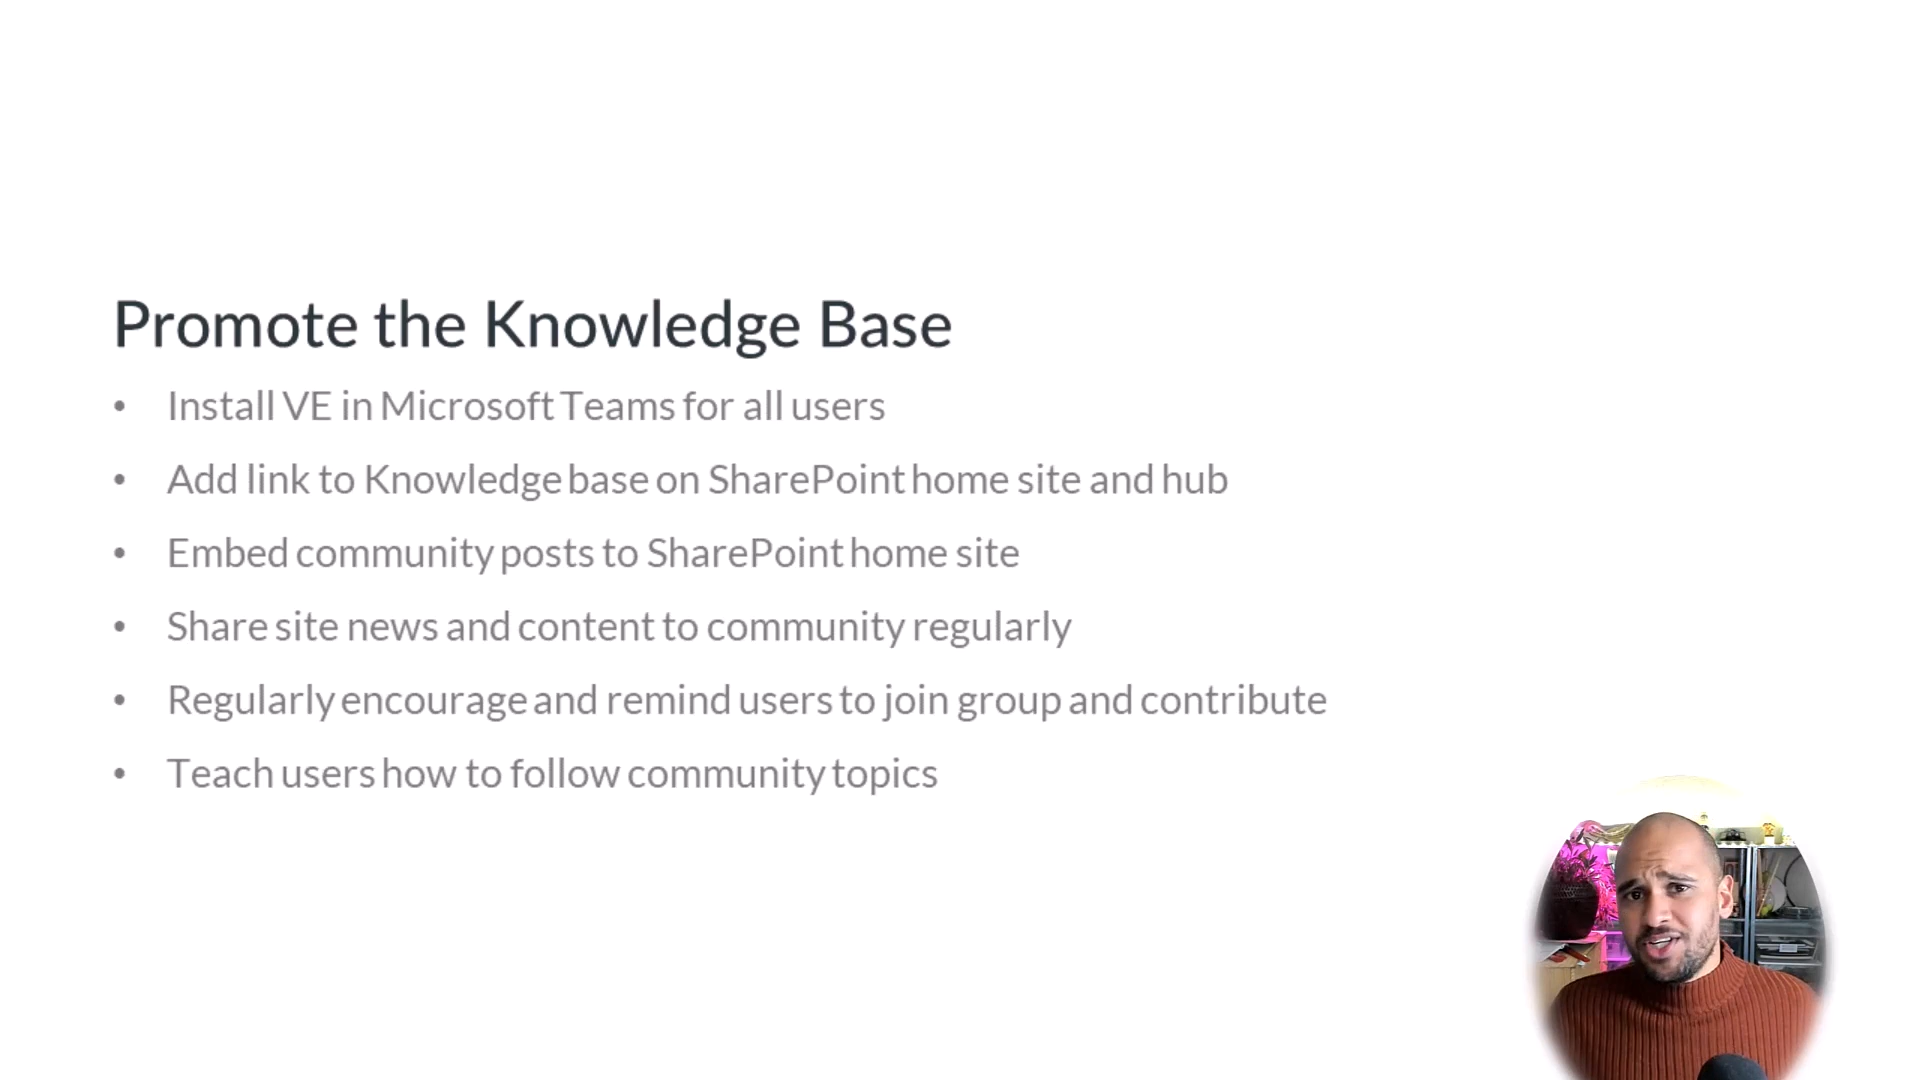 Promote the Knowledge Base
• Install VE in Microsoft Teams for all users
• Add link to Knowledge base on SharePoint home site and hub
• Embed community posts to SharePoint home site
• Share site news and content to community regularly
• Regularly encourage and remind users to join group and contribute
• Teach users how to follow community topics